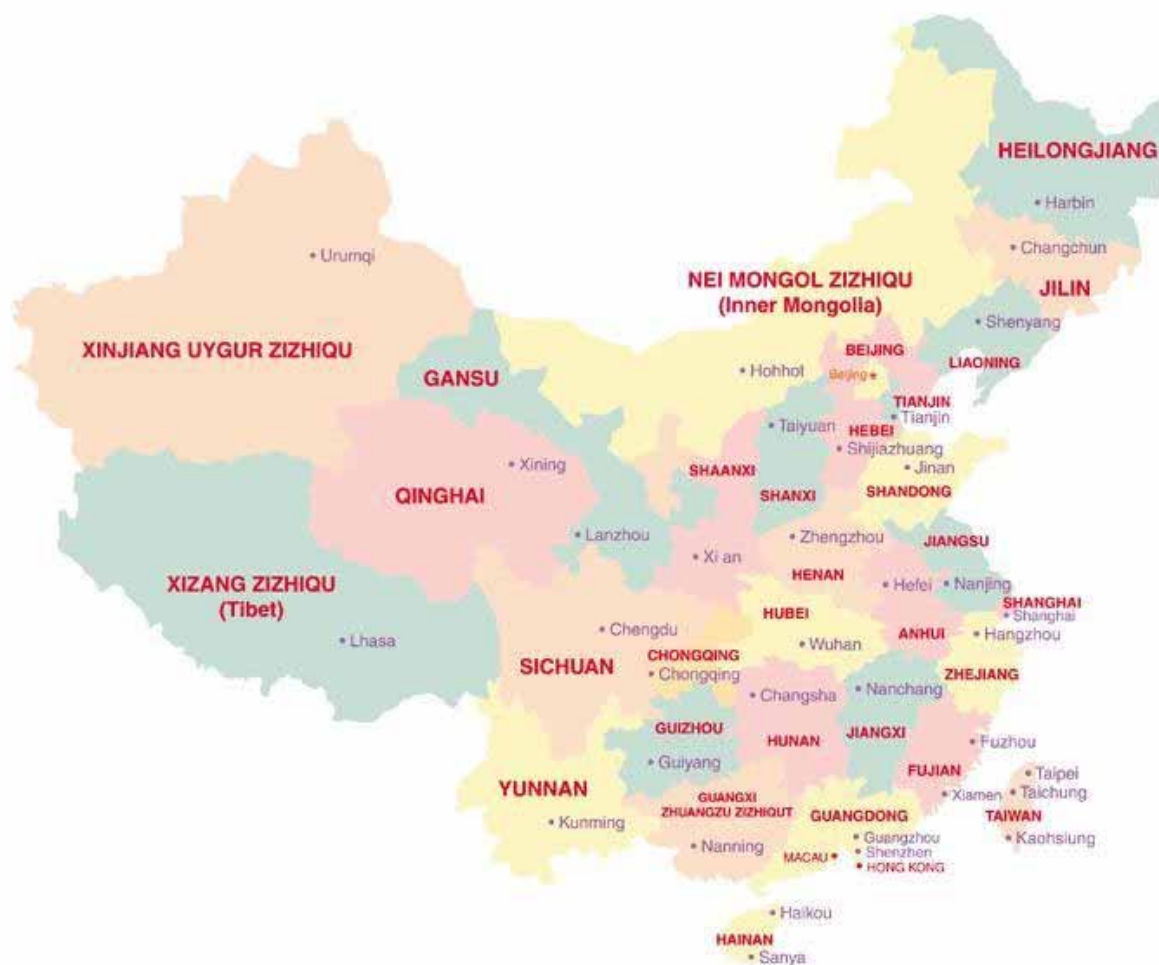 HEILONGJIANG
Harbin
Changchun
Urumqi
NEI MONGOL ZIZHIQU
(Inner Mongolla)
JILIN
Shenyang
XINJIANG UYGUR ZIZHIQU
BEIJING
LIAONING
Hohhot
Beijing
GANSU
TIANJIN
Tianjin
Taiyuan
HEBEI
Shijiazhuang
Xining
SHAANXI
Jinan
QINGHAI
SHANXI
SHANDONG
Lanzhou
Zhengzhou
JIANGSU
Xi an
HENAN
Hefei
Nanjing
XIZANG ZIZHIQU
(Tibet)
HUBEI
SHANGHAI
Shanghai
Chengdu
ANHUI
Hangzhou
Lhasa
Wuhan
CHONGQING
SICHUAN
Chongqing
ZHEJIANG
Changsha
Nanchang
GUIZHOU
HUNAN
JIANGXI
Fuzhou
Guiyang
FUJIAN
Taipei
YUNNAN
Taichung
Xiamen
GUANGXI
ZHUANGZU ZIZHIQUT
GUANGDONG
TAIWAN
Kunming
Guangzhou
Kaohsiung
Nanning
Shenzhen
MACAU
HONG KONG
Haikou
HAINAN
Sanya